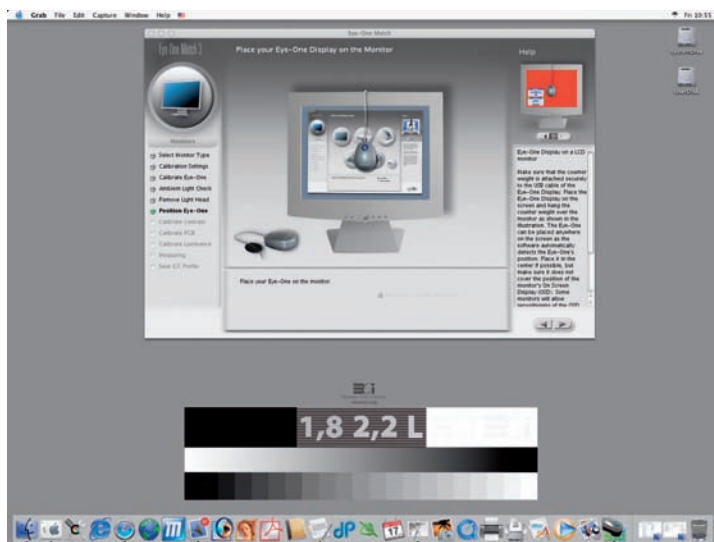 Grab File Edit Capture Window Help
Fri 10:55
Eye-One Match
Eye One Match 3
Place your Eye-One Display on the Monitor
Help
Monitors
Select Monitor Type
Calibration Settings
Calibrate Eye-One
Ambient Light Check
Remove Light Head
Position Eye-One
Calibrate Contrast
Calibrate RGB
Calibrate Luminance
Measuring
Save ICC Profile
Place your Eye-One on the monitor
Eye-One Display on a LCD
monitor
Make sure that the counter
weight is attached securely
to the USB cable of the
Eye-One Display. Place the
Eye-One Display on the
screen and hang the
counter weight over the
monitor as shown in the
illustration. The Eye-One
can be placed anywhere
on the screen as the
software automatically
detects the Eye-One's
position. Place it in the
center if possible, but
make sure it does not
cover the position of the
monitor's On Screen
Display (OSD). Some
monitors will allow
1,8 2,2 L
17